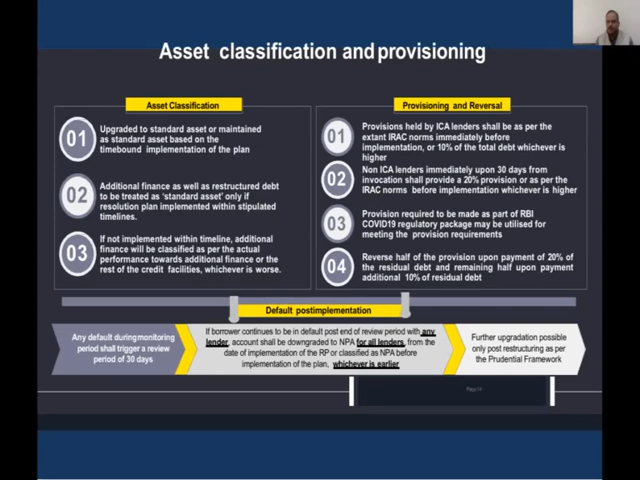 Asset classification and provisioning
Asset Classification
01
Upgraded to standard asset or maintained
as standard asset based on the
timebound implementation of the plan
02
Additional finance as well as restructured debt
to be treated as 'standard asset' only if
resolution plan implemented within stipulated
timelines.
03
If not implemented within timeline, additional
finance will be classified as per the actual
performance towards additional finance or the
rest of the credit facilities, whichever is worse.
Provisioning and Reversal
01
Provisions held by ICA lenders shall be as per the
extant IRAC norms immediately before
implementation, or 10% of the total debt whichever is
higher
02
Non ICA lenders immediately upon 30 days from
invocation shall provide a 20% provision or as per the
IRAC norms before implementation whichever is higher
03
Provision required to be made as part of RBI
COVID19 regulatory package may be utilised for
meeting the provision requirements
04
Reverse half of the provision upon payment of 20% of
the residual debt and remaining half upon payment
additional 10% of residual debt
Default postimplementation
Any default duringmonitoring
period shall trigger a review
period of 30 days
If borrower continues to be in default post end of review period with any
lender, account shall be downgraded to NPA for all lenders, from the
date of implementation of the RP or classified as NPA before
implementation of the plan, whichever is earlier
Further upgradation possible
only post restructuring as per
the Prudential Framework